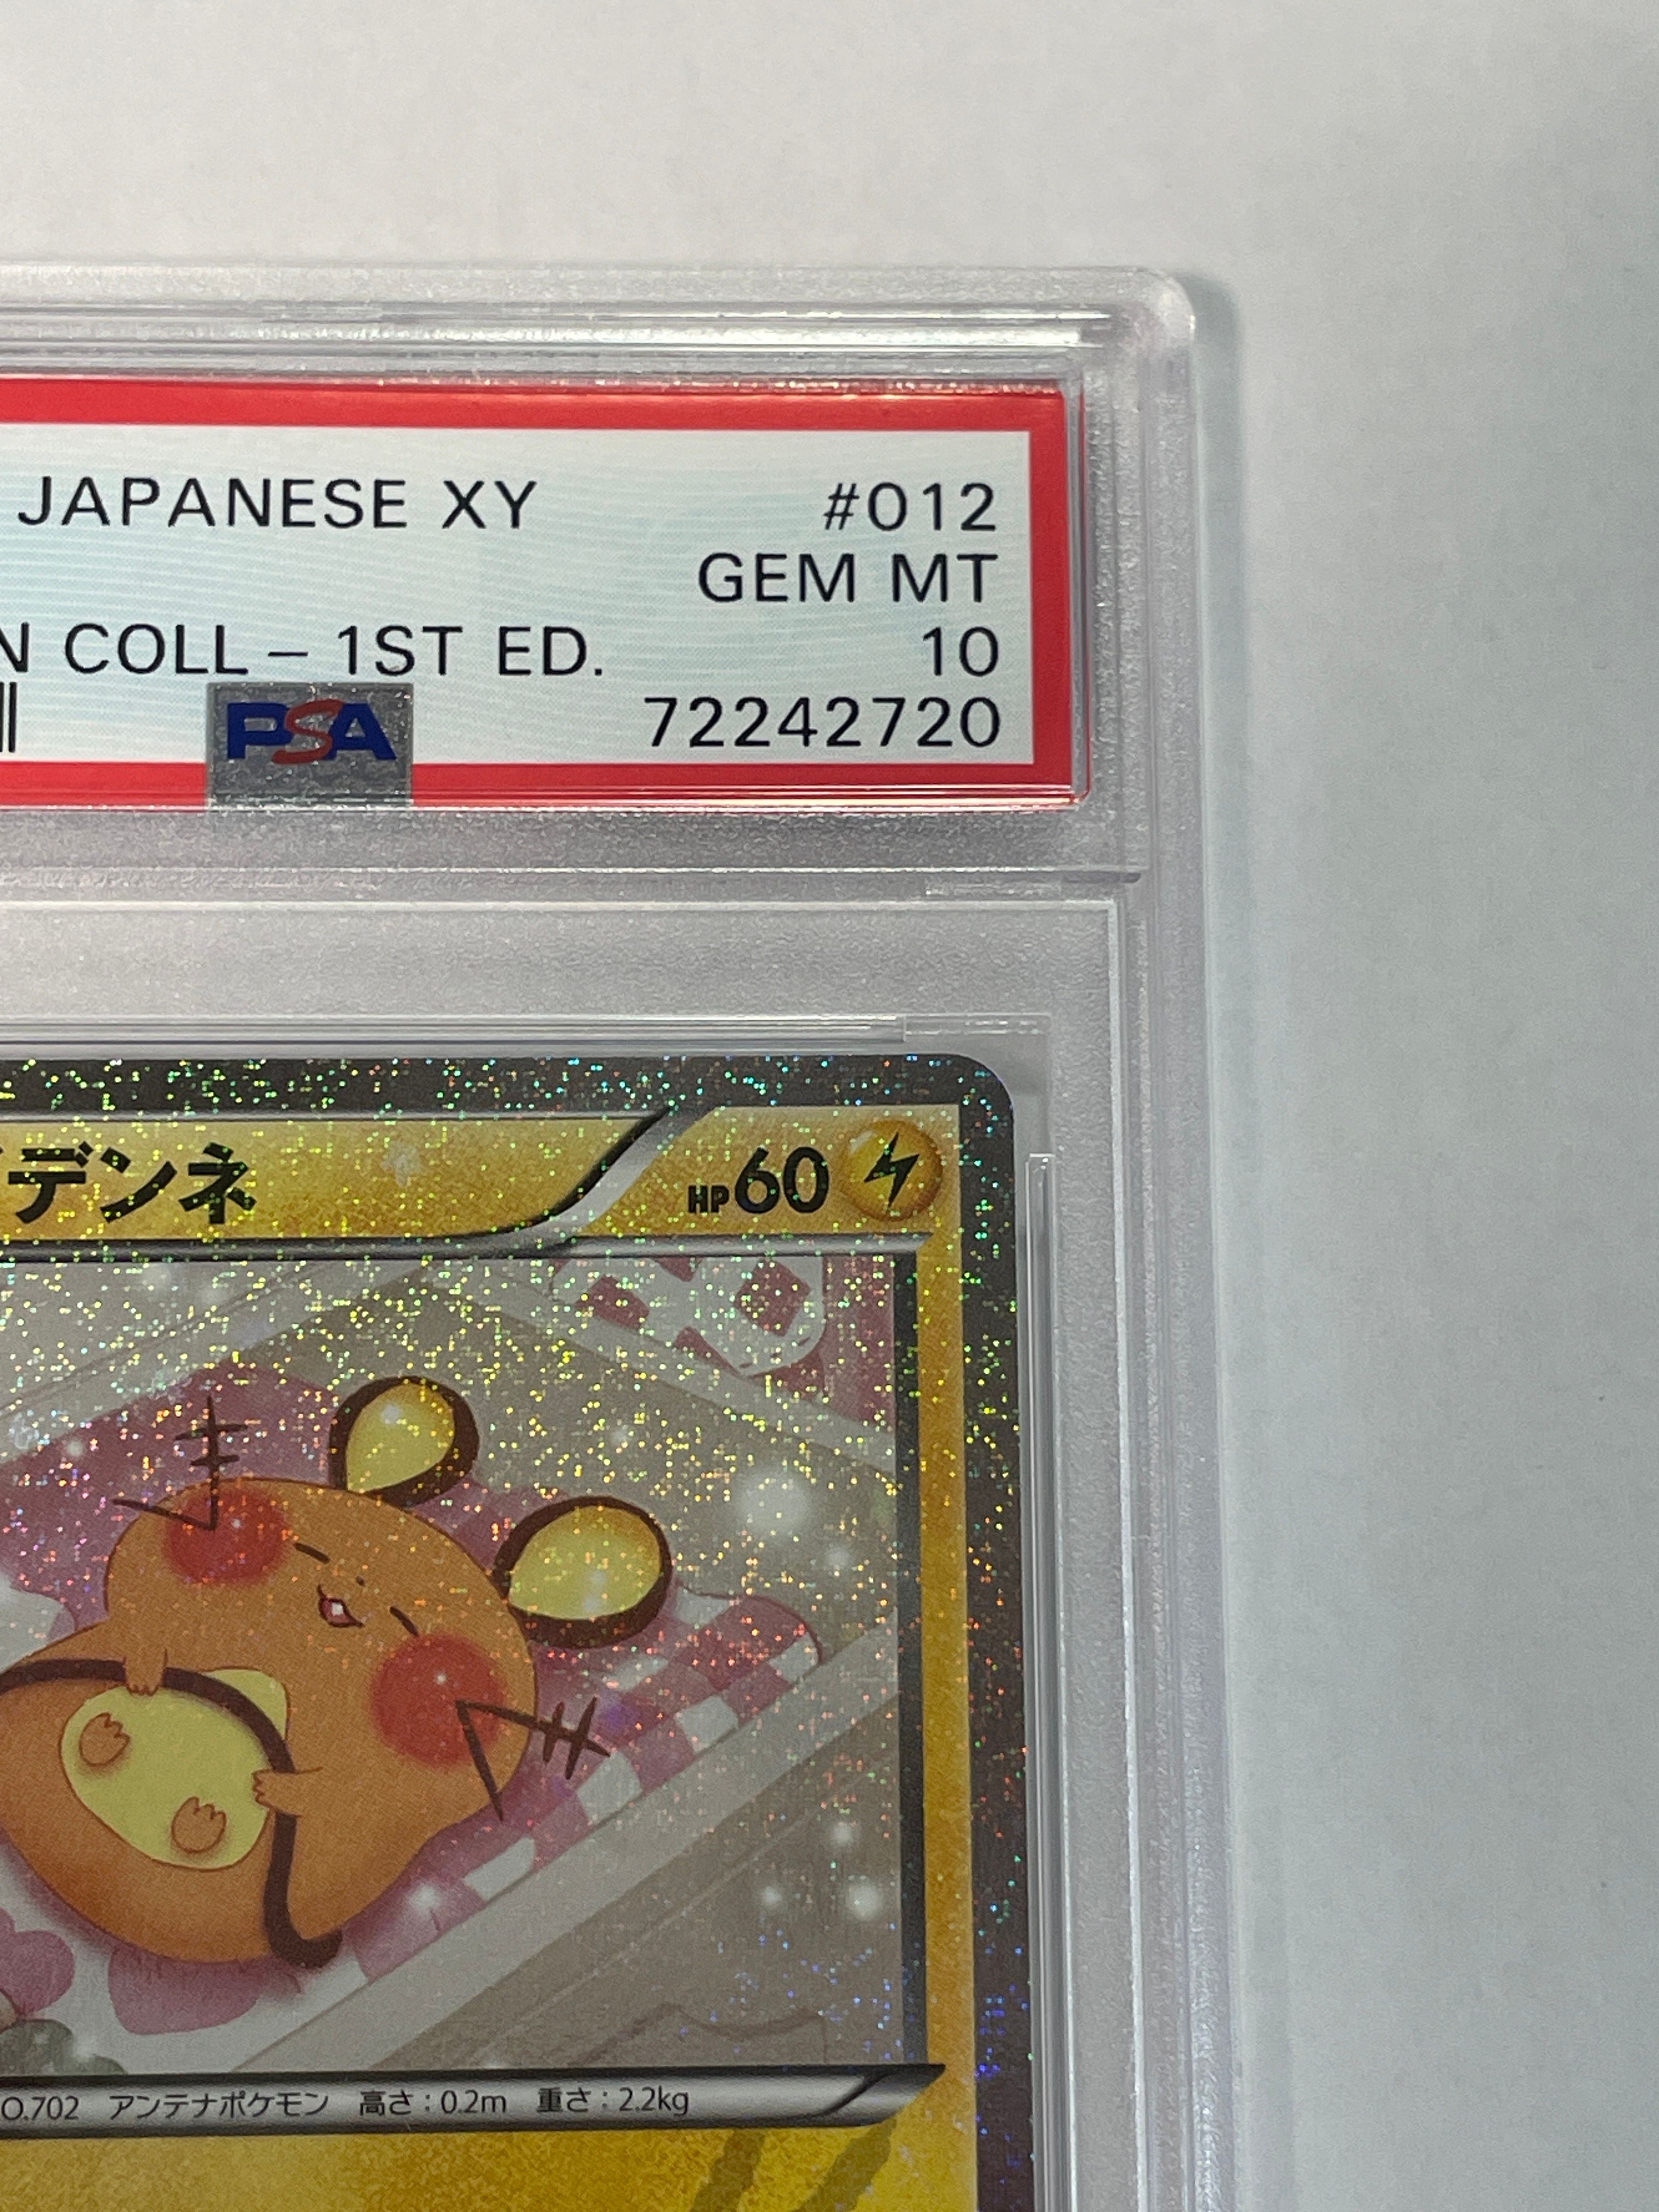 JAPANESE XY #012
GEM MT
COLL – 1ST ED. 10
PSA 72242720
デンネ HP60
NO.702 アンテナポケモン 高さ：0.2m 重さ：2.2kg